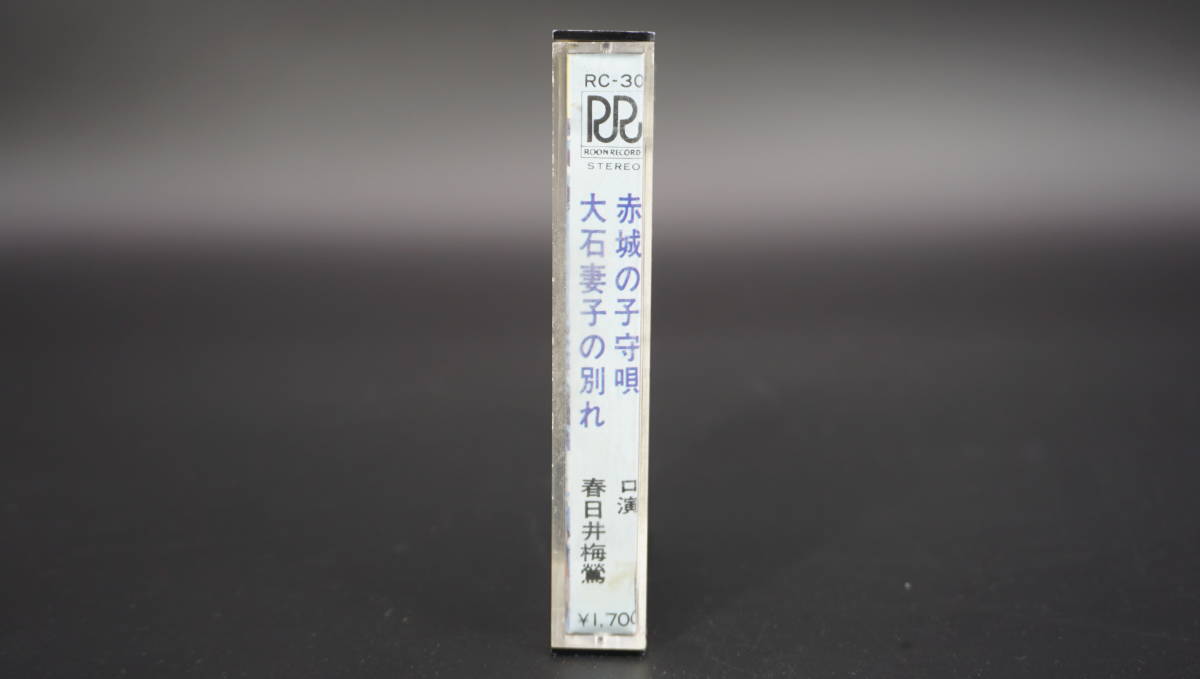 RC-30
ROON RECORD
STEREO
赤城の子守唄
大石妻子の別れ
口演
春日井梅鶯
¥1,700